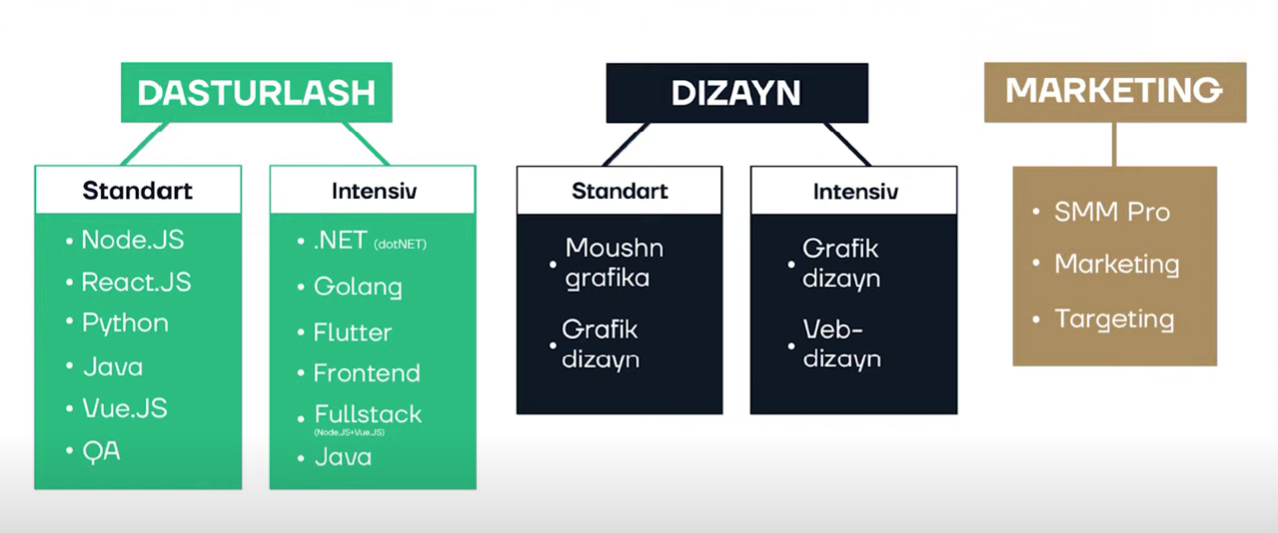 DASTURLASH
Standart
• Node.JS
• React.JS
• Python
• Java
• Vue.JS
• QA
Intensiv
• .NET (dotNET)
• Golang
• Flutter
• Frontend
• Fullstack
(Node.JS+Vue.JS)
• Java
DIZAYN
Standart
• Moushn
grafika
• Grafik
dizayn
Intensiv
• Grafik
dizayn
• Veb-
dizayn
MARKETING
• SMM Pro
• Marketing
• Targeting